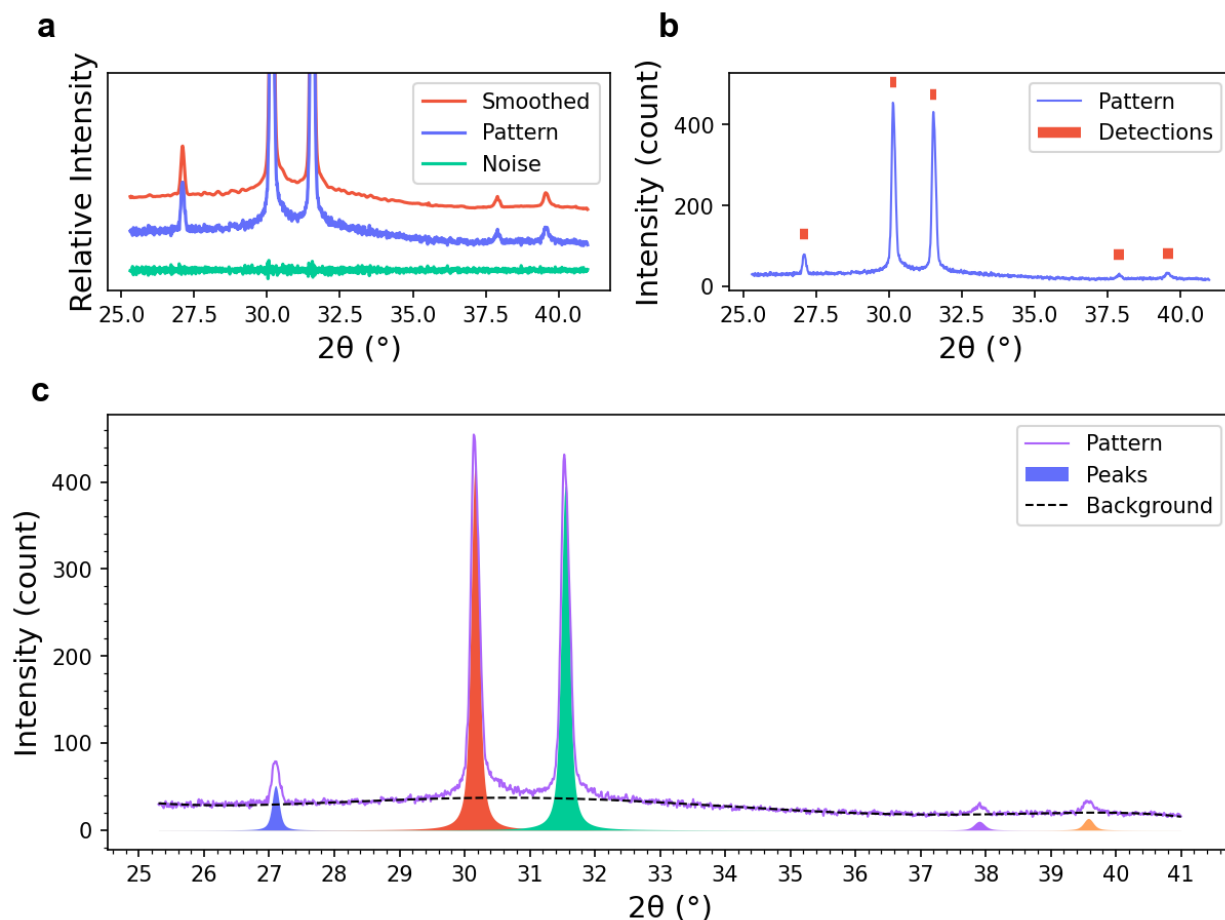 a
Relative Intensity
Smoothed
Pattern
Noise
25.0 27.5 30.0 32.5 35.0 37.5 40.0
2θ (°)
b
Intensity (count)
400
200
0
Pattern
Detections
25.0 27.5 30.0 32.5 35.0 37.5 40.0
2θ (°)
c
Intensity (count)
400
300
200
100
0
Pattern
Peaks
Background
25 26 27 28 29 30 31 32 33 34 35 36 37 38 39 40 41
2θ (°)